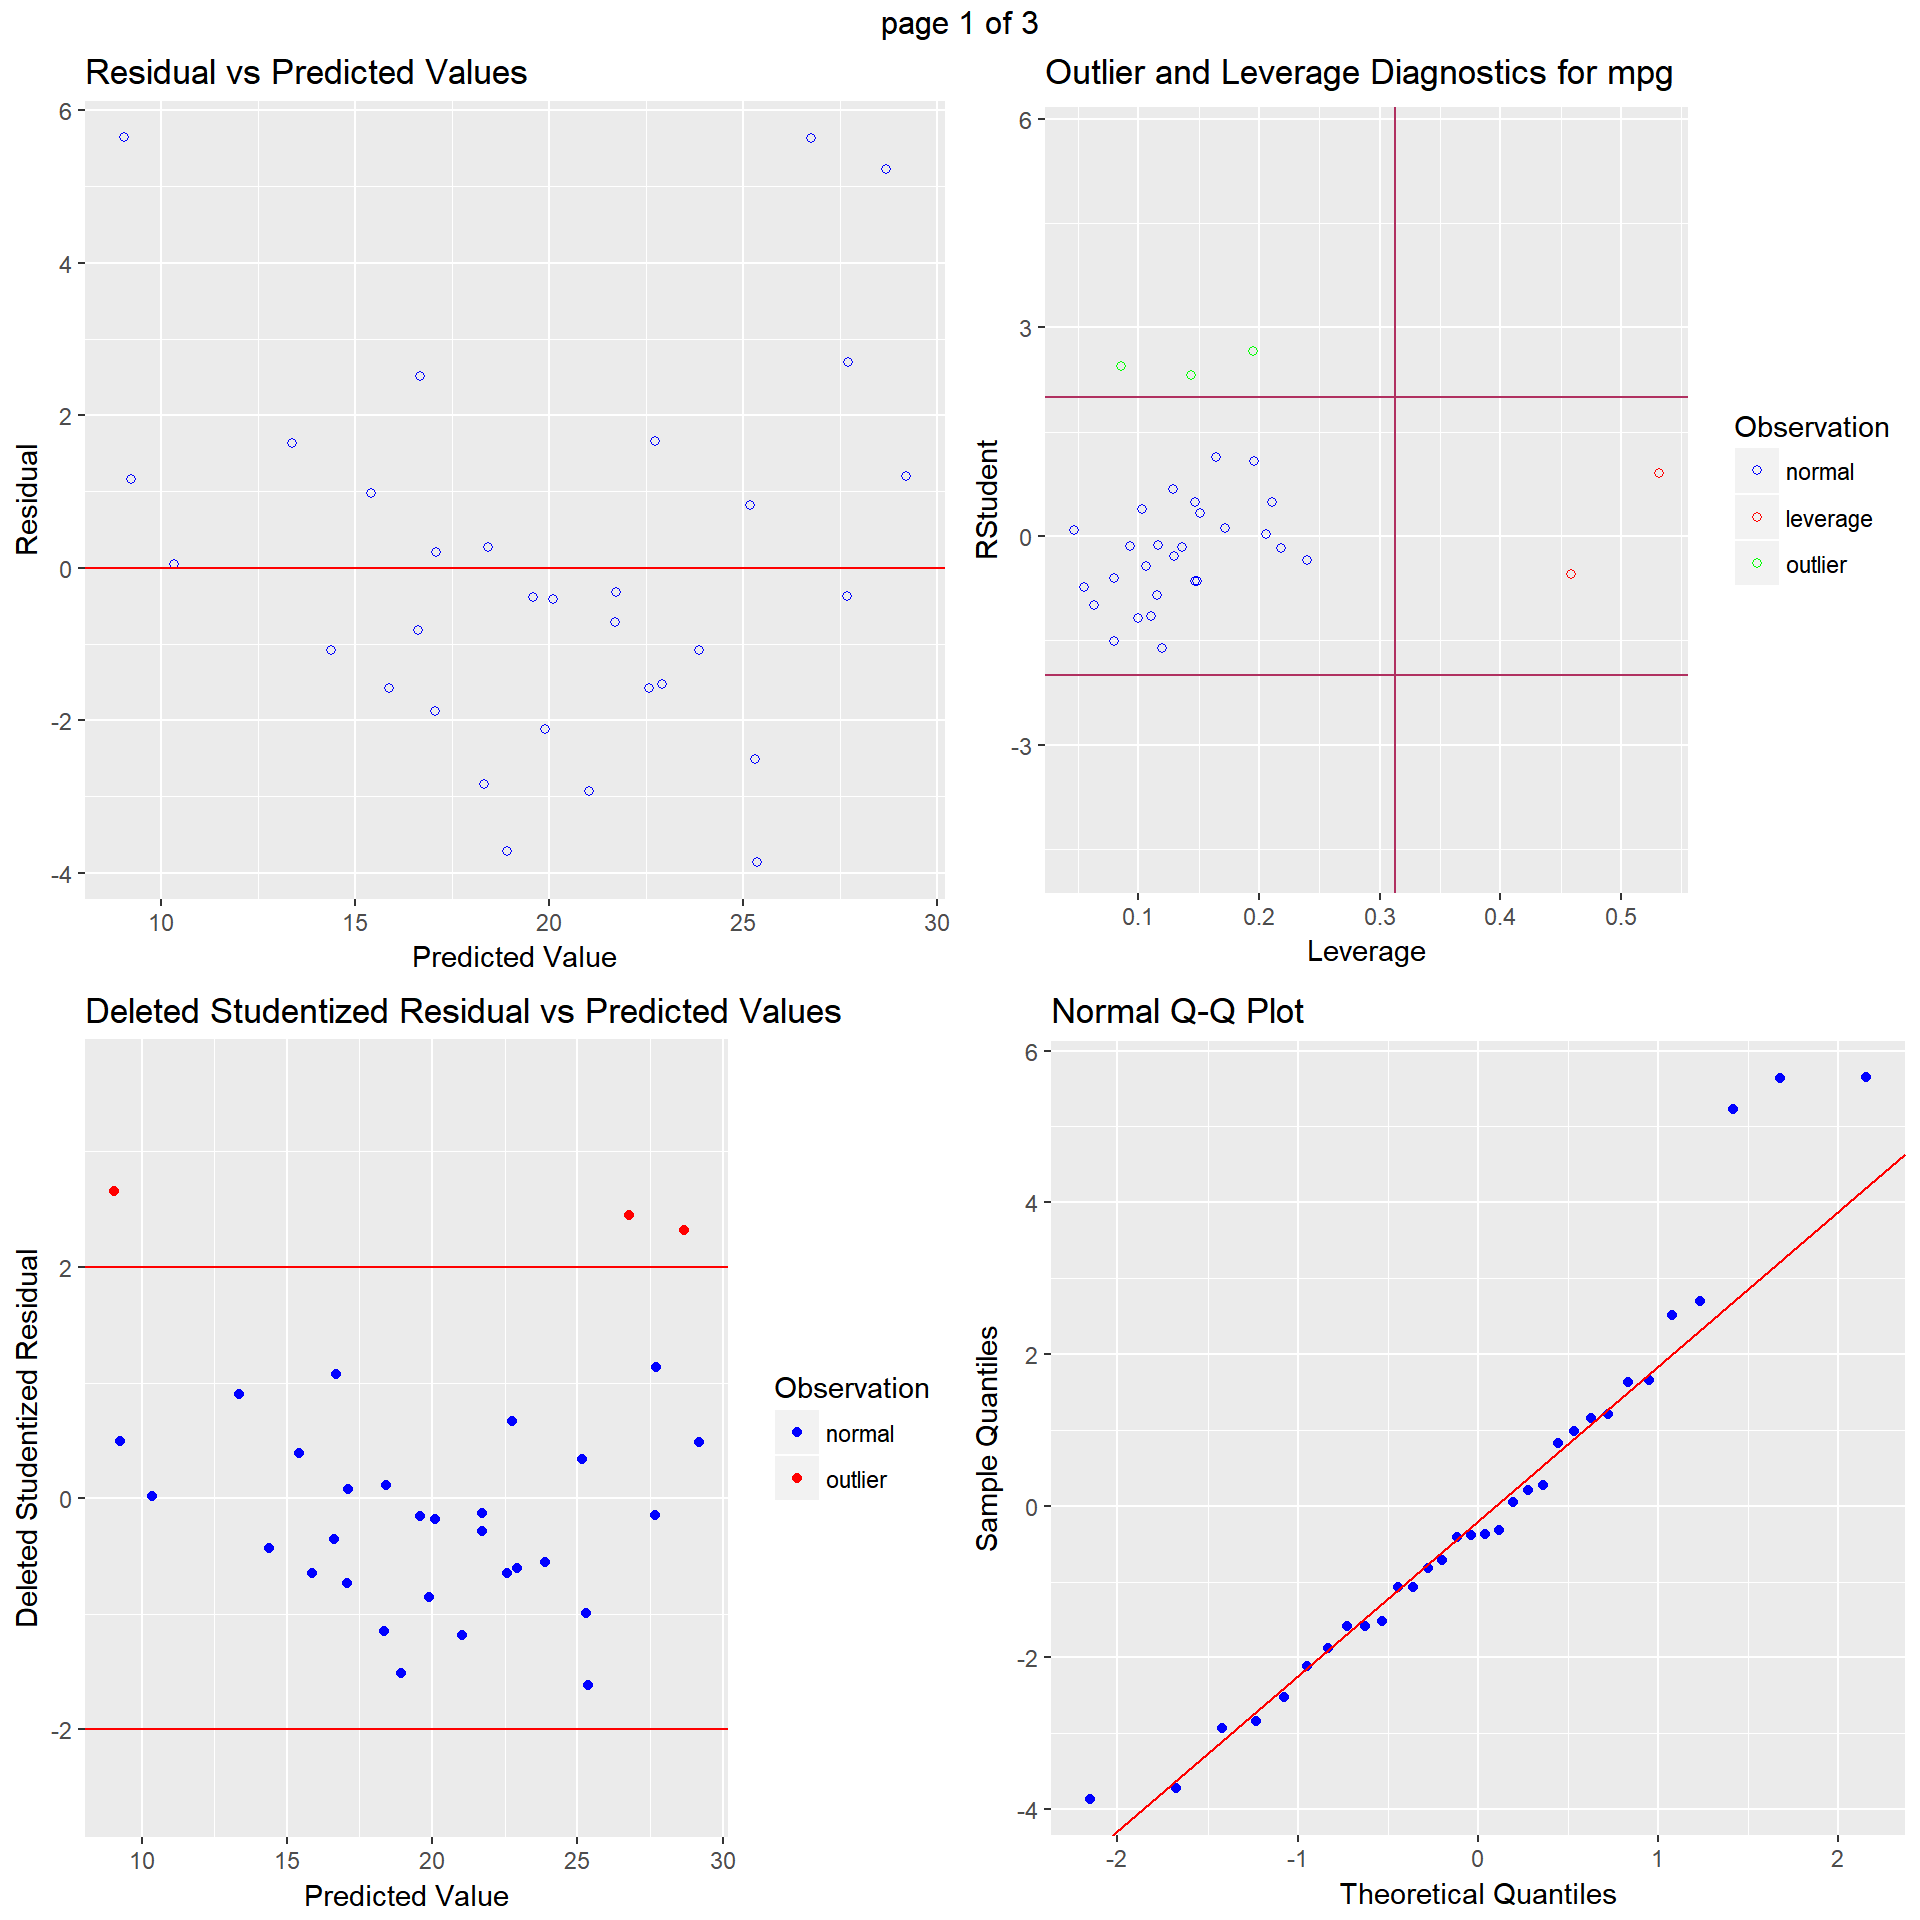 page 1 of 3
Residual vs Predicted Values
6
4
2
0
-2
-4
Residual
10 15 20 25 30
Predicted Value
Outlier and Leverage Diagnostics for mpg
6
3
0
-3
RStudent
0.1 0.2 0.3 0.4 0.5
Leverage
Observation
normal
leverage
outlier
Deleted Studentized Residual vs Predicted Values
2
0
-2
Deleted Studentized Residual
10 15 20 25 30
Predicted Value
Observation
normal
outlier
Normal Q-Q Plot
6
4
2
0
-2
-4
Sample Quantiles
-2 -1 0 1 2
Theoretical Quantiles